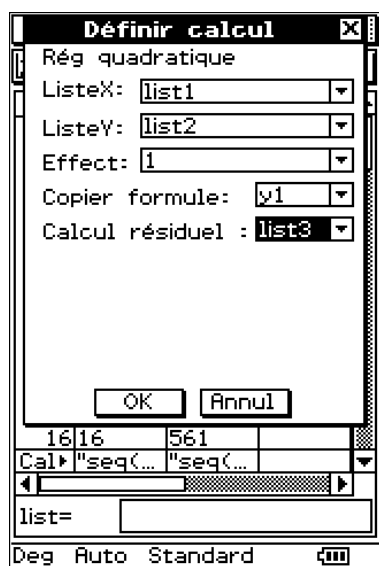 Définir calcul
Rég quadratique
ListeX: list1
ListeY: list2
Effect: 1
Copier formule: y1
Calcul résiduel : list3
OK Annul
16 16 561
Cal "seq(... "seq(...
list=
Deg Auto Standard